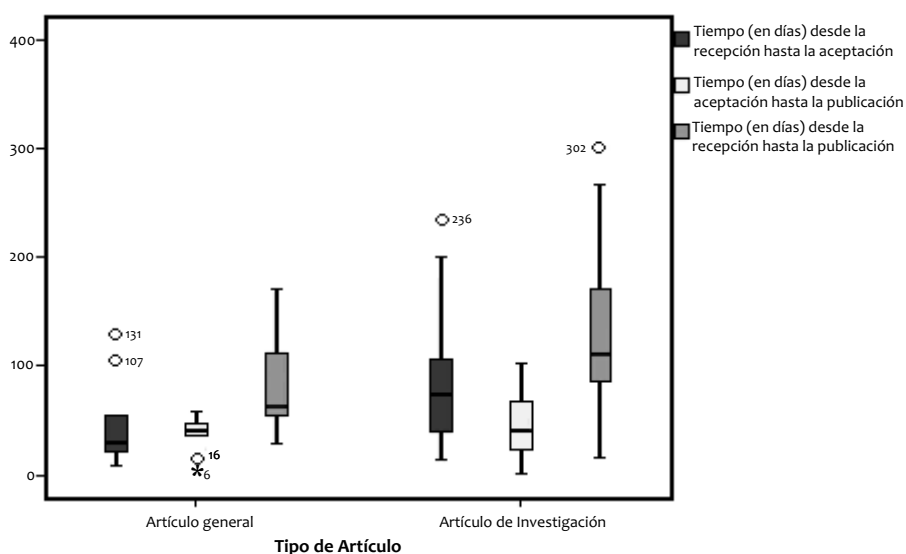 400
300
200
100
0
131
107
16
*6
236
302
Artículo general
Artículo de Investigación
Tipo de Artículo
Tiempo (en días) desde la
recepción hasta la aceptación
Tiempo (en días) desde la
aceptación hasta la publicación
Tiempo (en días) desde la
recepción hasta la publicación